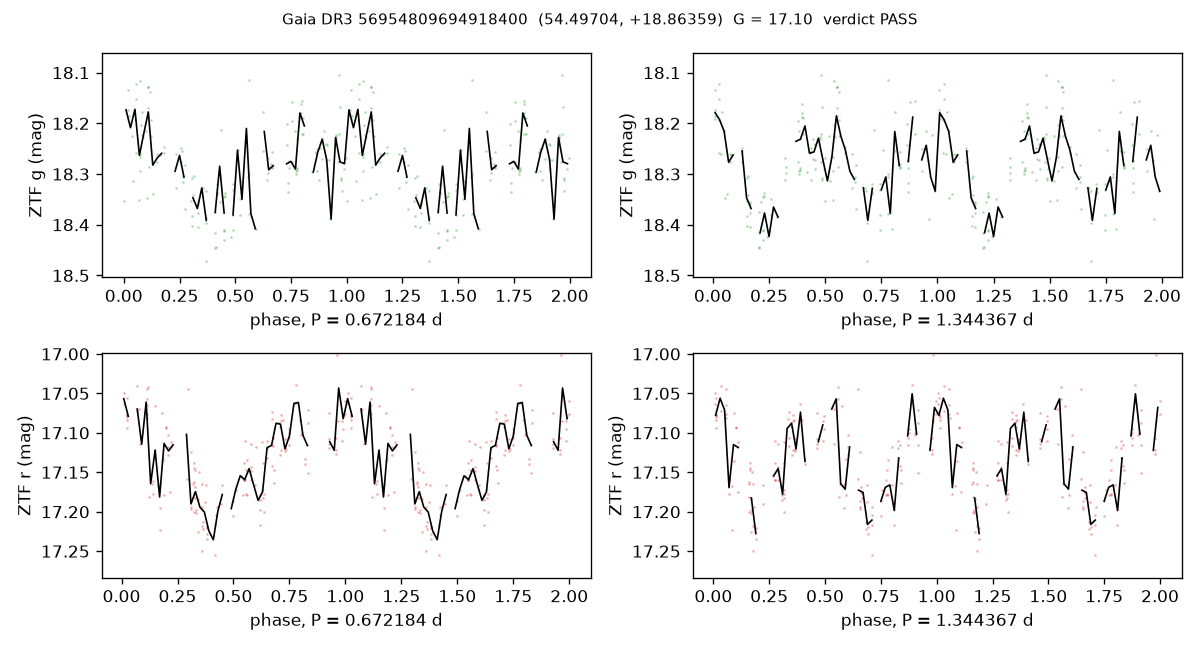 Gaia DR3 56954809694918400 (54.49704, +18.86359) G = 17.10 verdict PASS
ZTF g (mag)
18.1
18.2
18.3
18.4
18.5
0.00 0.25 0.50 0.75 1.00 1.25 1.50 1.75 2.00
phase, P = 0.672184 d
ZTF g (mag)
18.1
18.2
18.3
18.4
18.5
0.00 0.25 0.50 0.75 1.00 1.25 1.50 1.75 2.00
phase, P = 1.344367 d
ZTF r (mag)
17.00
17.05
17.10
17.15
17.20
17.25
0.00 0.25 0.50 0.75 1.00 1.25 1.50 1.75 2.00
phase, P = 0.672184 d
ZTF r (mag)
17.00
17.05
17.10
17.15
17.20
17.25
0.00 0.25 0.50 0.75 1.00 1.25 1.50 1.75 2.00
phase, P = 1.344367 d